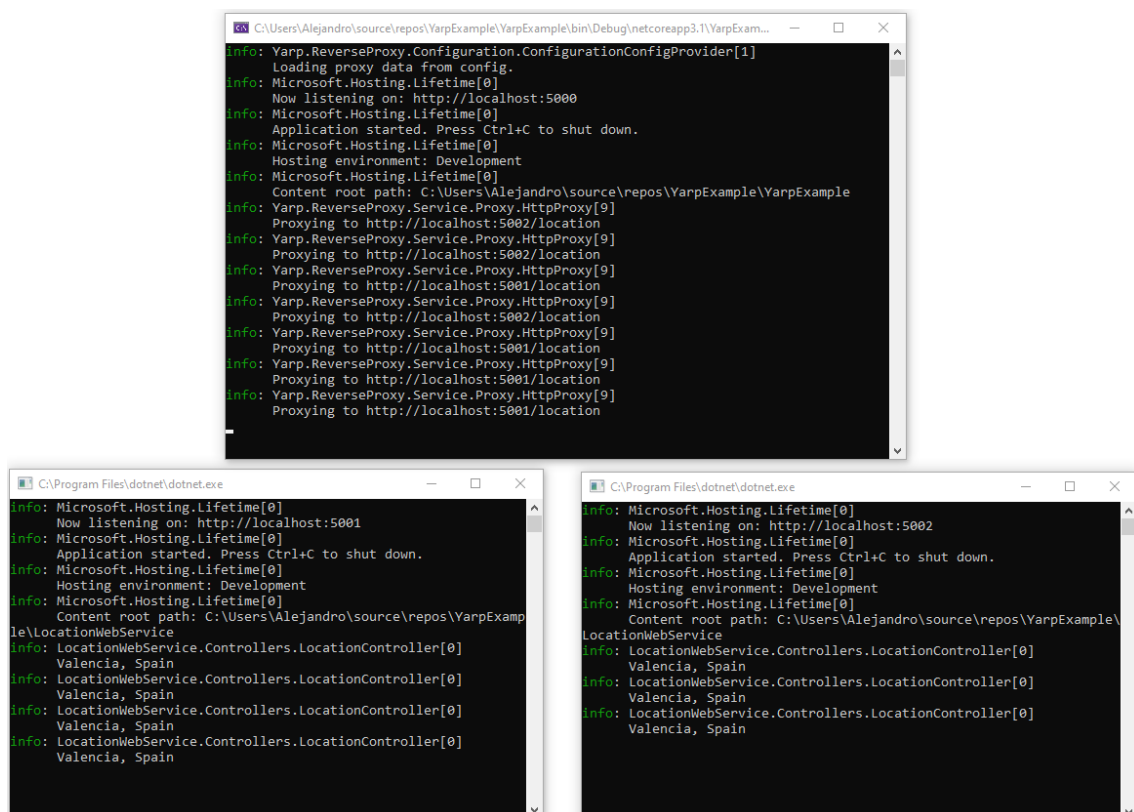 C:\Users\Alejandro\source\repos\YarpExample\YarpExample\bin\Debug\netcoreapp3.1\YarpExam...
info: Yarp.ReverseProxy.Configuration.ConfigurationConfigProvider[1]
Loading proxy data from config.
info: Microsoft.Hosting.Lifetime[0]
Now listening on: http://localhost:5000
info: Microsoft.Hosting.Lifetime[0]
Application started. Press Ctrl+C to shut down.
info: Microsoft.Hosting.Lifetime[0]
Hosting environment: Development
info: Microsoft.Hosting.Lifetime[0]
Content root path: C:\Users\Alejandro\source\repos\YarpExample\YarpExample
info: Yarp.ReverseProxy.Service.Proxy.HttpProxy[9]
Proxying to http://localhost:5002/location
info: Yarp.ReverseProxy.Service.Proxy.HttpProxy[9]
Proxying to http://localhost:5002/location
info: Yarp.ReverseProxy.Service.Proxy.HttpProxy[9]
Proxying to http://localhost:5001/location
info: Yarp.ReverseProxy.Service.Proxy.HttpProxy[9]
Proxying to http://localhost:5002/location
info: Yarp.ReverseProxy.Service.Proxy.HttpProxy[9]
Proxying to http://localhost:5001/location
info: Yarp.ReverseProxy.Service.Proxy.HttpProxy[9]
Proxying to http://localhost:5001/location
info: Yarp.ReverseProxy.Service.Proxy.HttpProxy[9]
Proxying to http://localhost:5001/location
C:\Program Files\dotnet\dotnet.exe
info: Microsoft.Hosting.Lifetime[0]
Now listening on: http://localhost:5001
info: Microsoft.Hosting.Lifetime[0]
Application started. Press Ctrl+C to shut down.
info: Microsoft.Hosting.Lifetime[0]
Hosting environment: Development
info: Microsoft.Hosting.Lifetime[0]
Content root path: C:\Users\Alejandro\source\repos\YarpExamp
le\LocationWebService
info: LocationWebService.Controllers.LocationController[0]
Valencia, Spain
info: LocationWebService.Controllers.LocationController[0]
Valencia, Spain
info: LocationWebService.Controllers.LocationController[0]
Valencia, Spain
info: LocationWebService.Controllers.LocationController[0]
Valencia, Spain
C:\Program Files\dotnet\dotnet.exe
info: Microsoft.Hosting.Lifetime[0]
Now listening on: http://localhost:5002
info: Microsoft.Hosting.Lifetime[0]
Application started. Press Ctrl+C to shut down.
info: Microsoft.Hosting.Lifetime[0]
Hosting environment: Development
info: Microsoft.Hosting.Lifetime[0]
Content root path: C:\Users\Alejandro\source\repos\YarpExample\
LocationWebService
info: LocationWebService.Controllers.LocationController[0]
Valencia, Spain
info: LocationWebService.Controllers.LocationController[0]
Valencia, Spain
info: LocationWebService.Controllers.LocationController[0]
Valencia, Spain